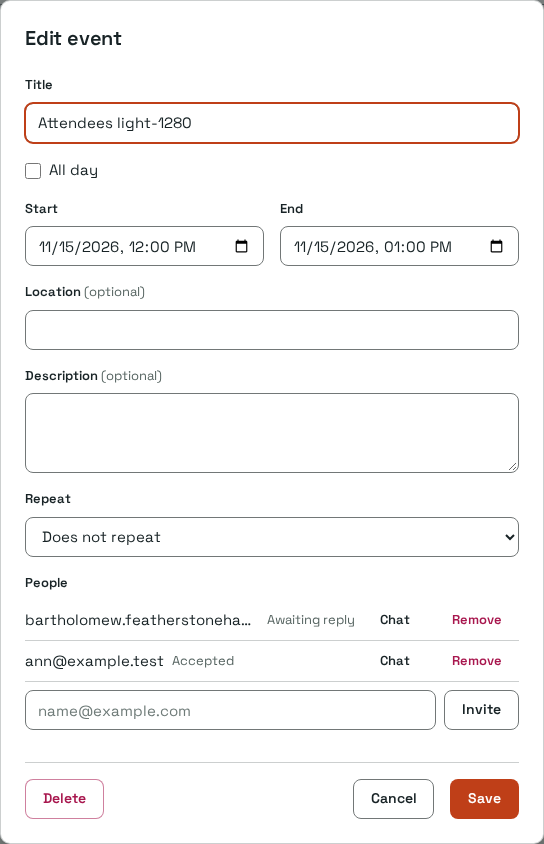 Edit event
Title
Attendees light-1280
All day
Start End
11/15/2026, 12:00 PM 11/15/2026, 01:00 PM
Location (optional)
Description (optional)
Repeat
Does not repeat
People
bartholomew.featherstoneha... Awaiting reply Chat Remove
ann@example.test Accepted Chat Remove
name@example.com Invite
Delete Cancel Save